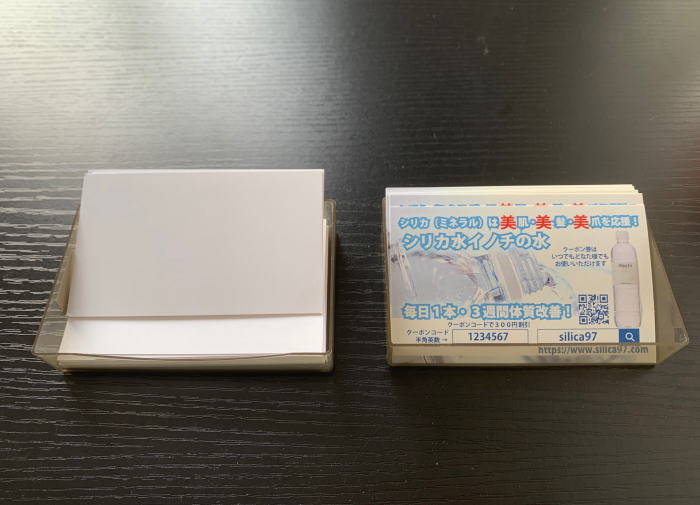 シリカ(ミネラル)は美肌・美髪・美爪を応援!
シリカ水イノチの水
クーポン券は
いつでもどなた様でも
お使いいただけます
毎日1本・3週間体質改善!
クーポンコードで300円割引
クーポンコード
半角英数→
1234567
silica97
https://www.silica97.com